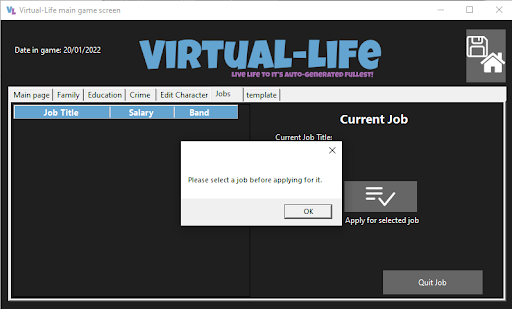 Virtual-Life main game screen
Date in game: 20/01/2022
VIRTUAL-LIFE
LIVE LIFE TO IT'S AUTO-GENERATED FULLEST!
Main page Family Education Crime Edit Character Jobs template
Job Title Salary Band
Current Job
Current Job Title:
Please select a job before applying for it.
OK
Apply for selected job
Quit Job